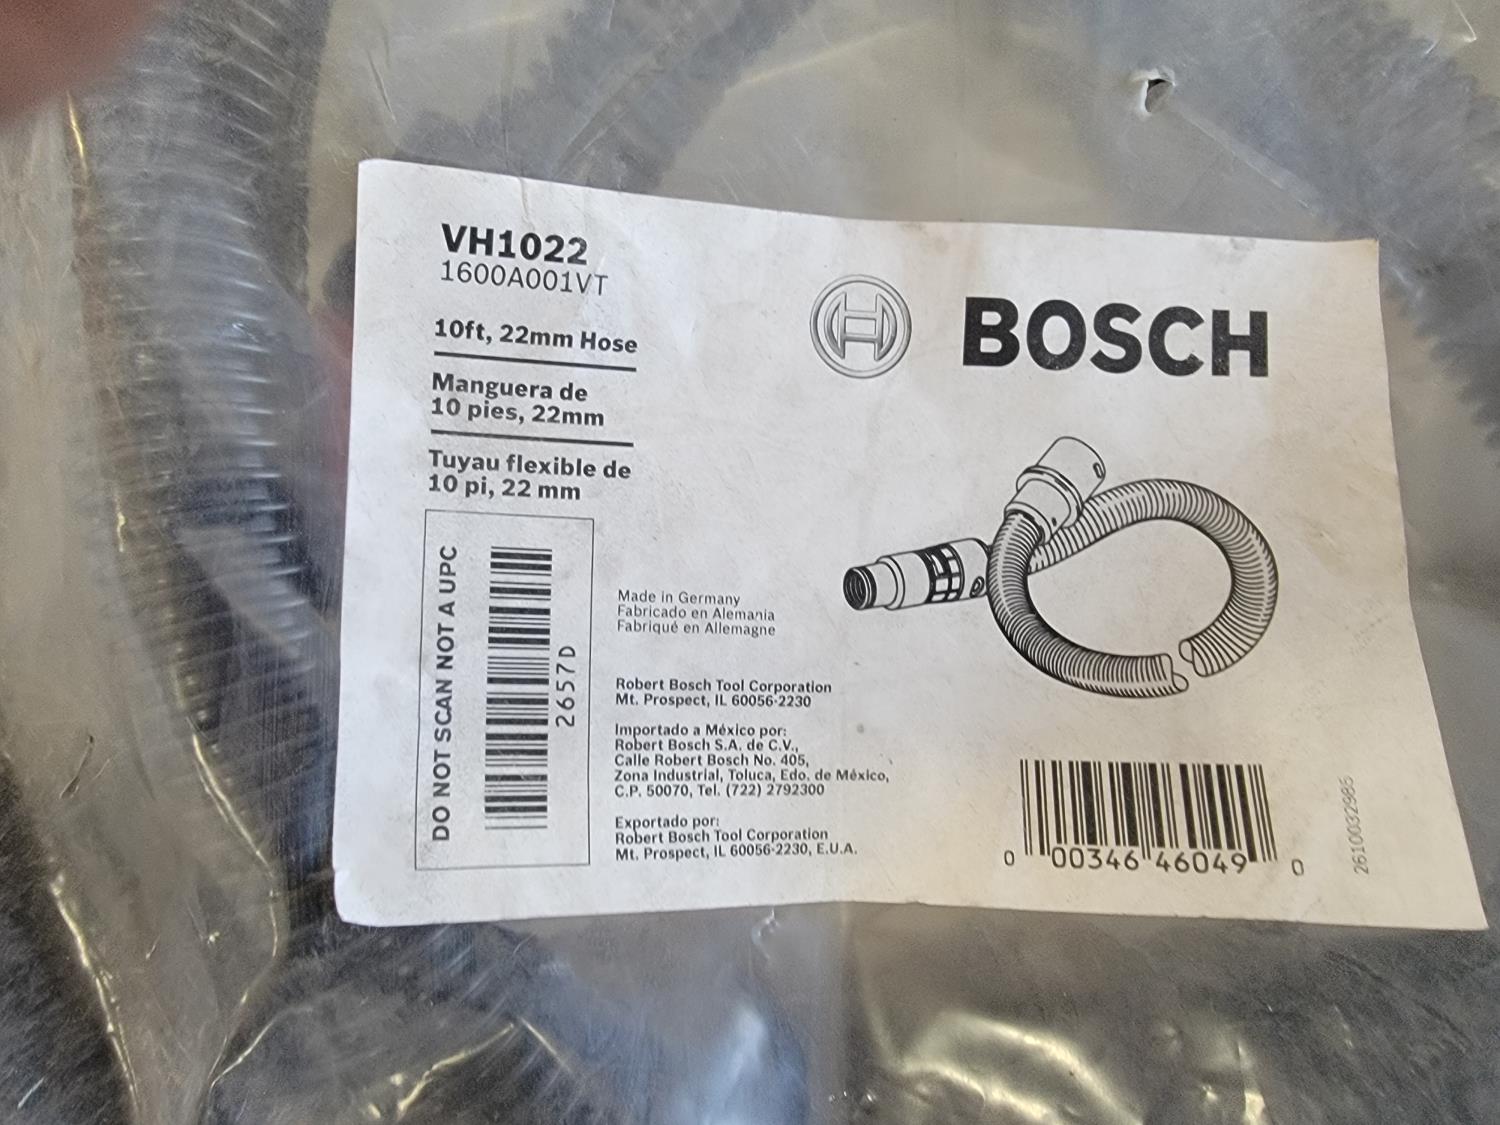 VH1022
1600A001VT
10ft, 22mm Hose
Manguera de
10 pies, 22mm
Tuyau flexible de
10 pi, 22 mm
BOSCH
DO NOT SCAN NOT A UPC
2657D
Made in Germany
Fabricado en Alemania
Fabriqué en Allemagne
Robert Bosch Tool Corporation
Mt. Prospect, IL 60056-2230
Importado a México por:
Robert Bosch S.A. de C.V.,
Calle Robert Bosch No. 405,
Zona Industrial, Toluca, Edo. de México,
C.P. 50070, Tel. (722) 2792300
Exportado por:
Robert Bosch Tool Corporation
Mt. Prospect, IL 60056-2230, E.U.A.
0 00346 46049 0
2610032985